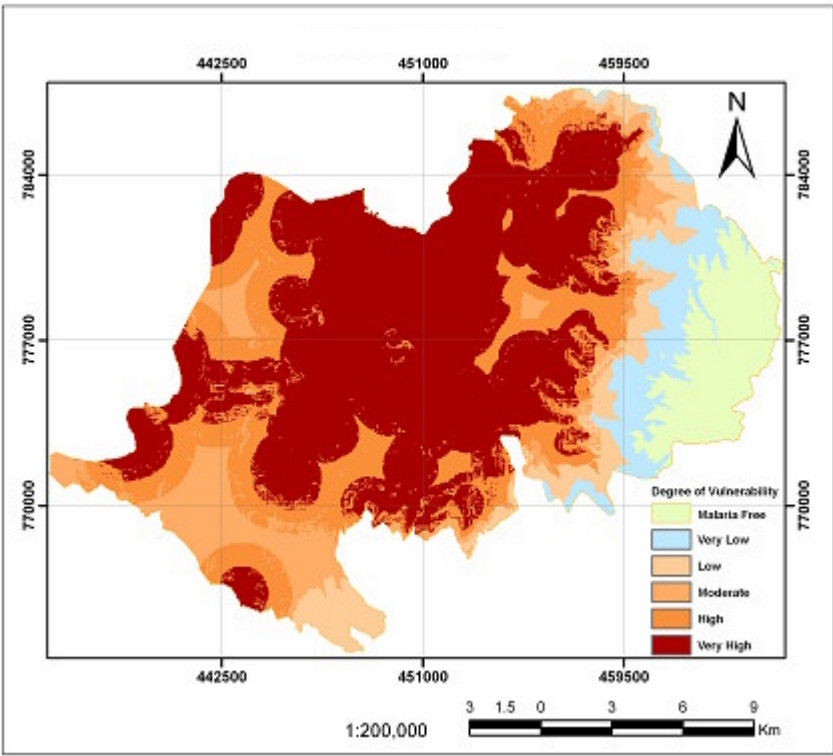 442500 451000 459500
N
784000 784000
777000 777000
770000 770000
Degree of Vulnerability
Malaria Free
Very Low
Low
Moderate
High
Very High
442500 451000 459500
3 1.5 0 3 6 9
1:200,000 Km